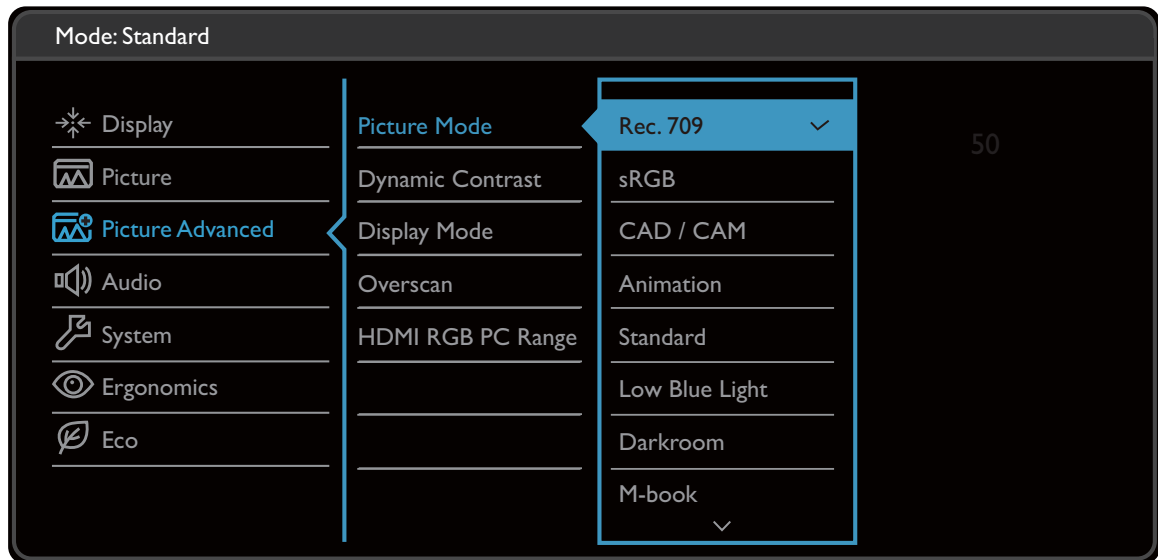 Mode: Standard
Display
Picture
Picture Advanced
Audio
System
Ergonomics
Eco
Picture Mode
Dynamic Contrast
Display Mode
Overscan
HDMI RGB PC Range
Rec. 709
sRGB
CAD / CAM
Animation
Standard
Low Blue Light
Darkroom
M-book
50